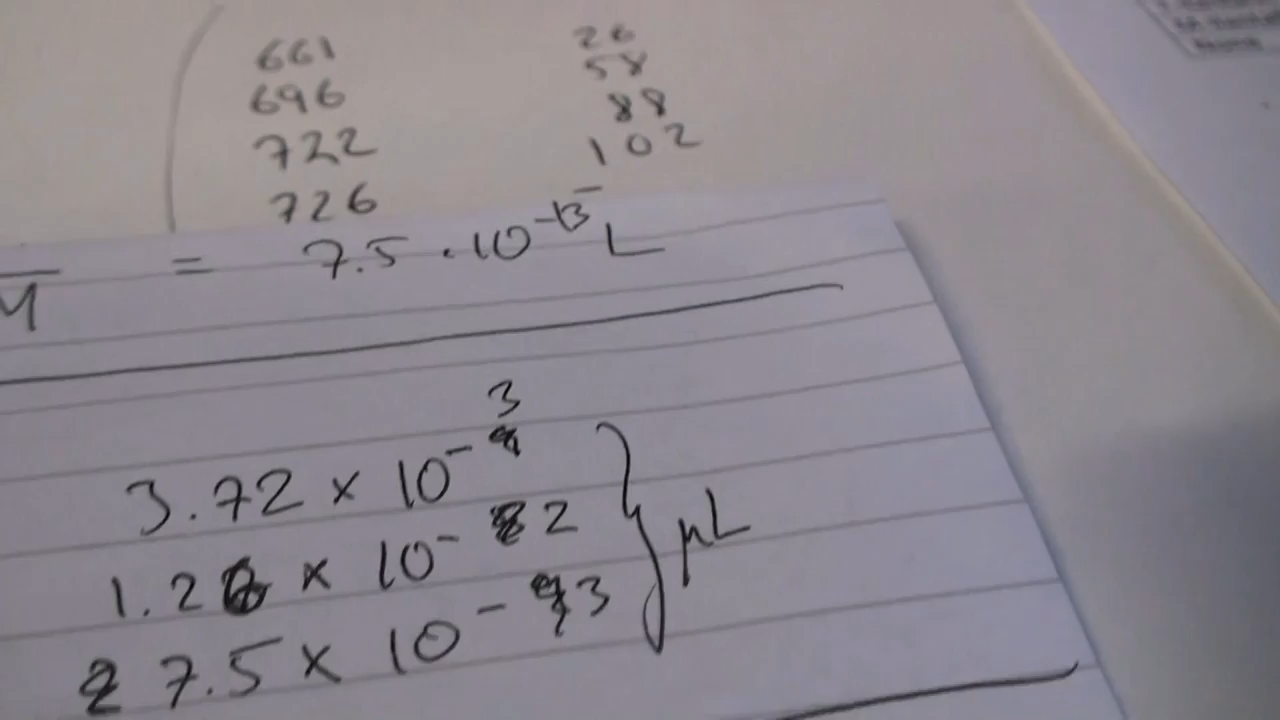 661 26
696 58
722 88
726 102
= 7.5 . 10⁻¹⁵ L
M
3.72 x 10⁻³
1.2 x 10⁻² } µL
7.5 x 10⁻³